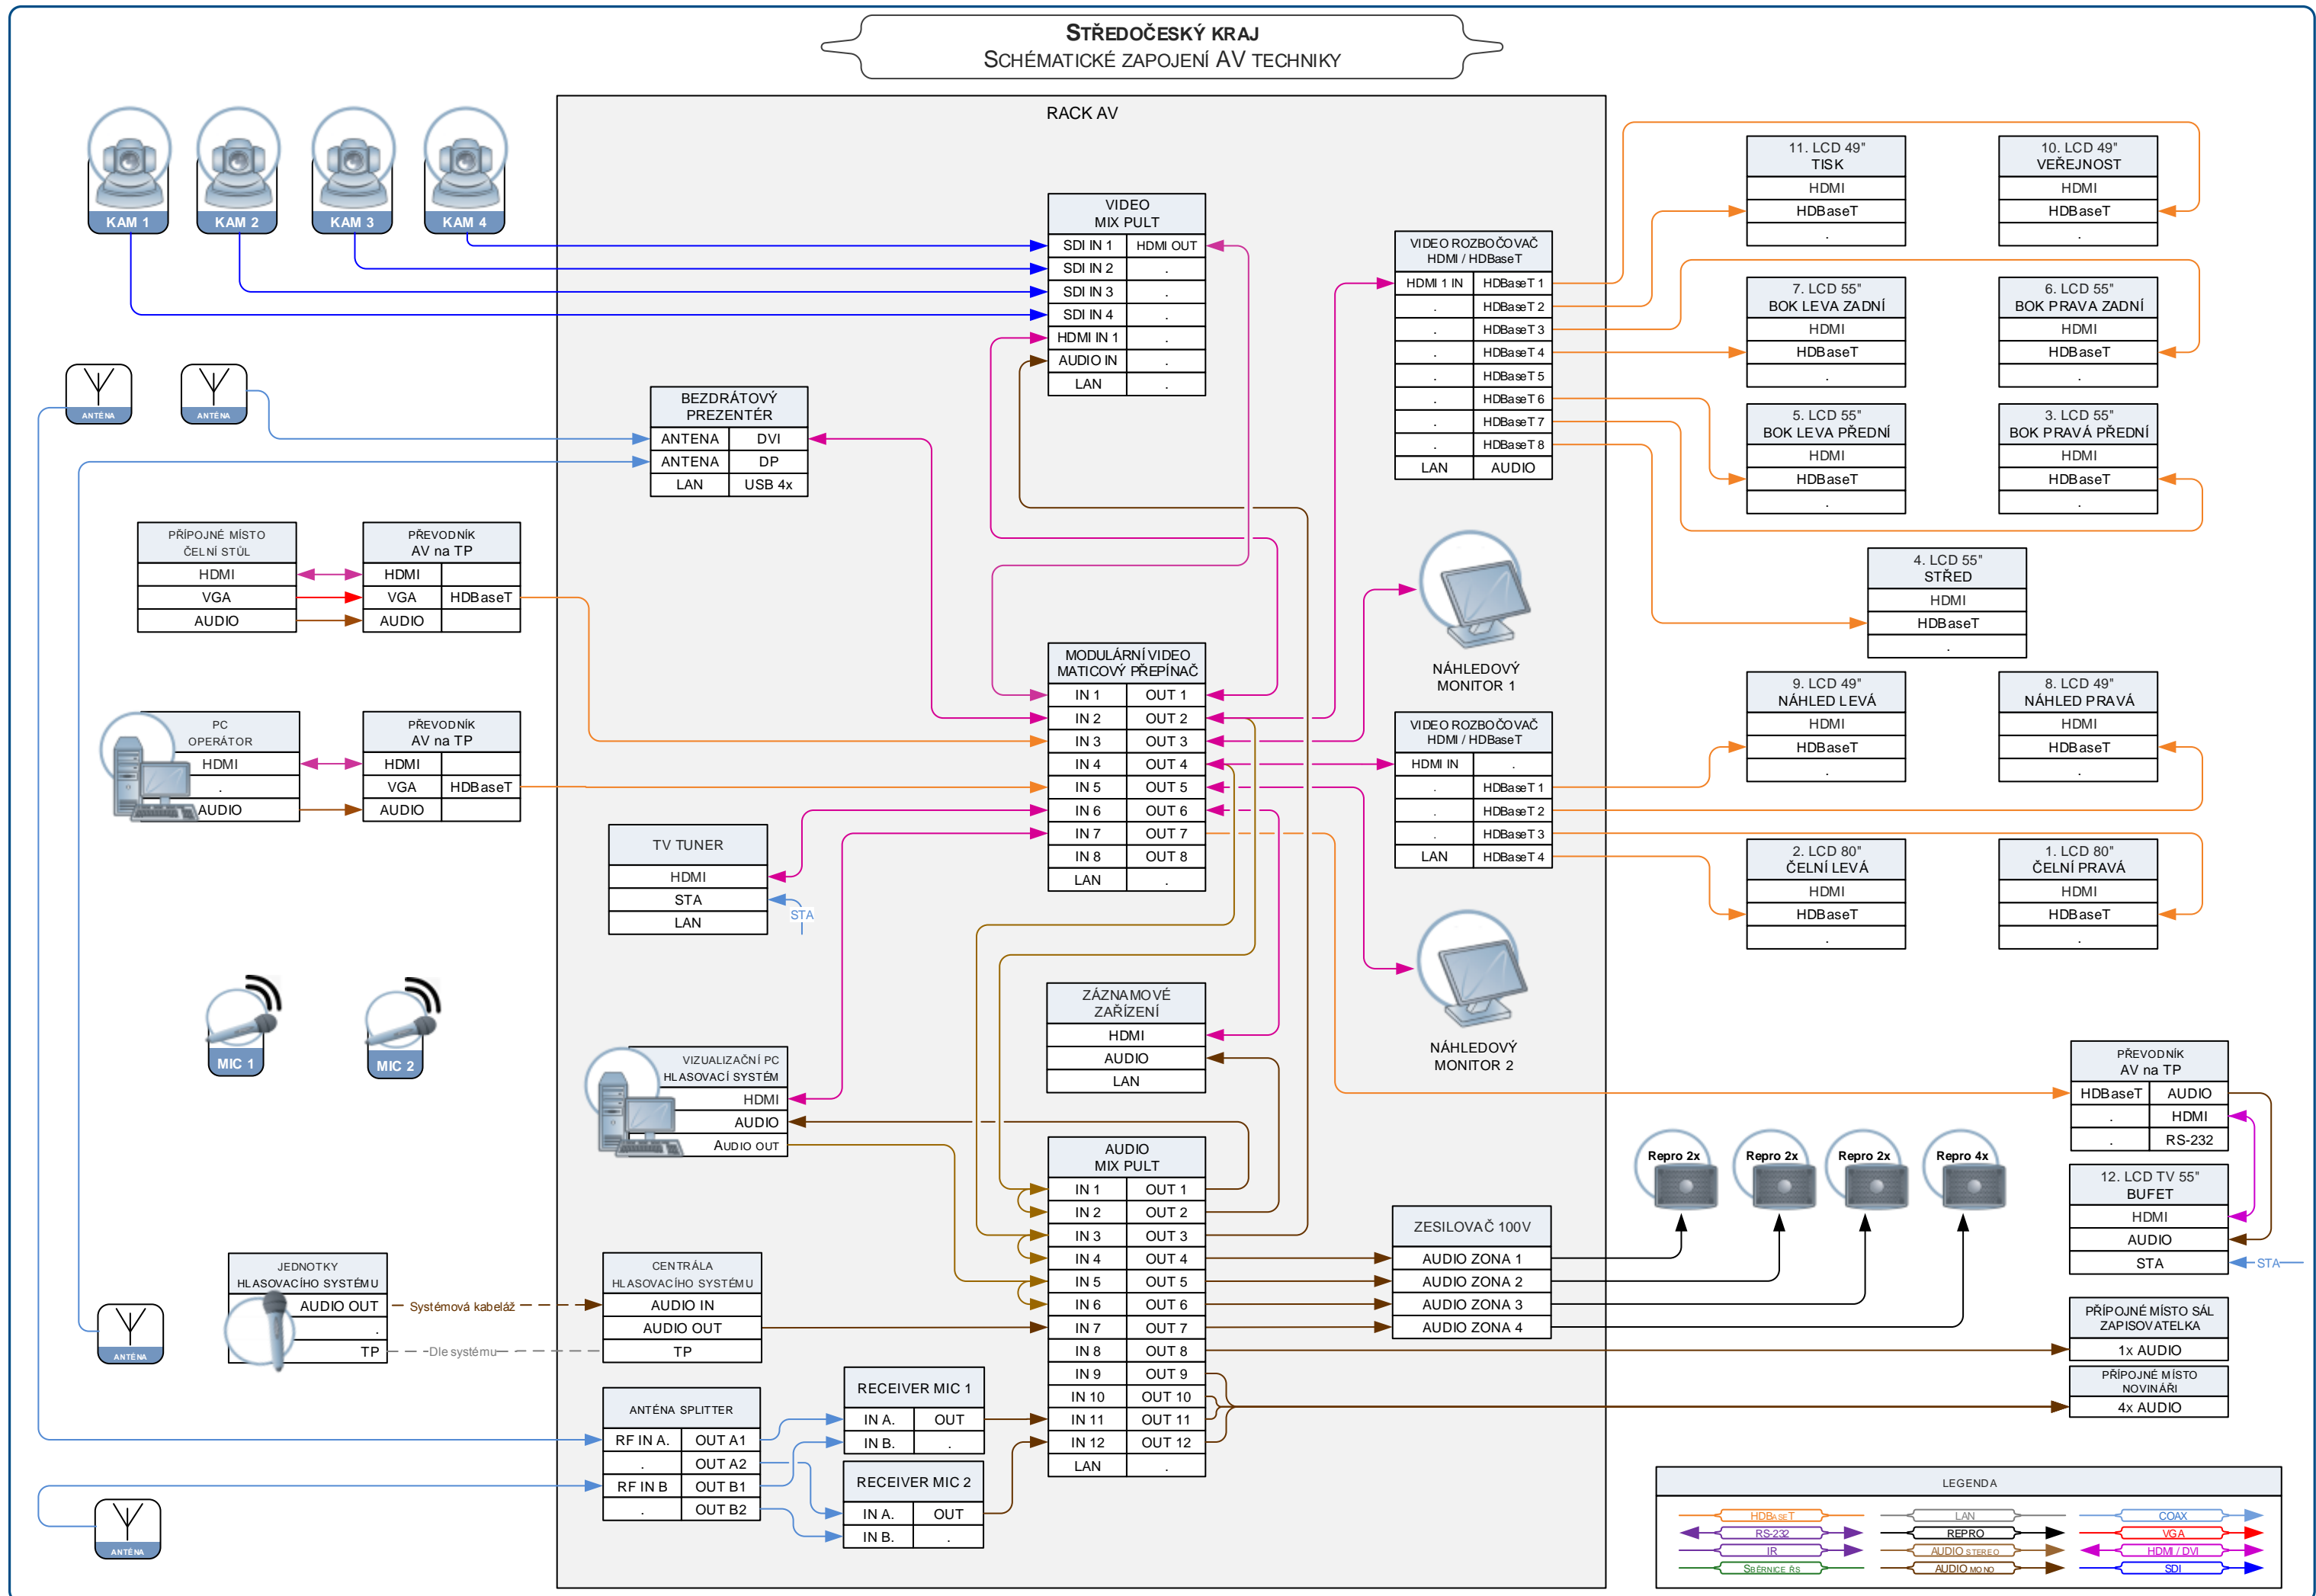 STŘEDOČESKÝ KRAJ
SCHÉMATICKÉ ZAPOJENÍ AV TECHNIKY
RACK AV
KAM 1
KAM 2
KAM 3
KAM 4
ANTÉNA
ANTÉNA
VIDEO
MIX PULT
SDI IN 1 HDMI OUT
SDI IN 2 .
SDI IN 3 .
SDI IN 4 .
HDMI IN 1 .
AUDIO IN .
LAN .
BEZDRÁTOVÝ
PREZENTÉR
ANTENA DVI
ANTENA DP
LAN USB 4x
PŘÍPOJNÉ MÍSTO
ČELNÍ STŮL
HDMI
VGA
AUDIO
PŘEVODNÍK
AV na TP
HDMI
VGA HDBaseT
AUDIO
PC
OPERÁTOR
HDMI
.
AUDIO
PŘEVODNÍK
AV na TP
HDMI
VGA HDBaseT
AUDIO
TV TUNER
HDMI
STA
LAN
STA
MODULÁRNÍ VIDEO
MATICOVÝ PŘEPÍNAČ
IN 1 OUT 1
IN 2 OUT 2
IN 3 OUT 3
IN 4 OUT 4
IN 5 OUT 5
IN 6 OUT 6
IN 7 OUT 7
IN 8 OUT 8
LAN .
VIDEO ROZBOČOVAČ
HDMI / HDBaseT
HDMI 1 IN HDBaseT 1
. HDBaseT 2
. HDBaseT 3
. HDBaseT 4
. HDBaseT 5
. HDBaseT 6
. HDBaseT 7
. HDBaseT 8
LAN AUDIO
NÁHLEDOVÝ
MONITOR 1
VIDEO ROZBOČOVAČ
HDMI / HDBaseT
HDMI IN .
. HDBaseT 1
. HDBaseT 2
. HDBaseT 3
LAN HDBaseT 4
NÁHLEDOVÝ
MONITOR 2
11. LCD 49"
TISK
HDMI
HDBaseT
.
10. LCD 49"
VEŘEJNOST
HDMI
HDBaseT
.
7. LCD 55"
BOK LEVA ZADNÍ
HDMI
HDBaseT
.
6. LCD 55"
BOK PRAVA ZADNÍ
HDMI
HDBaseT
.
5. LCD 55"
BOK LEVA PŘEDNÍ
HDMI
HDBaseT
.
3. LCD 55"
BOK PRAVÁ PŘEDNÍ
HDMI
HDBaseT
.
4. LCD 55"
STŘED
HDMI
HDBaseT
.
9. LCD 49"
NÁHLED LEVÁ
HDMI
HDBaseT
.
8. LCD 49"
NÁHLED PRAVÁ
HDMI
HDBaseT
.
2. LCD 80"
ČELNÍ LEVÁ
HDMI
HDBaseT
.
1. LCD 80"
ČELNÍ PRAVÁ
HDMI
HDBaseT
.
MIC 1
MIC 2
ZÁZNAMOVÉ
ZAŘÍZENÍ
HDMI
AUDIO
LAN
VIZUALIZAČNÍ PC
HLASOVACÍ SYSTÉM
HDMI
AUDIO
AUDIO OUT
AUDIO
MIX PULT
IN 1 OUT 1
IN 2 OUT 2
IN 3 OUT 3
IN 4 OUT 4
IN 5 OUT 5
IN 6 OUT 6
IN 7 OUT 7
IN 8 OUT 8
IN 9 OUT 9
IN 10 OUT 10
IN 11 OUT 11
IN 12 OUT 12
LAN .
ZESILOVAČ 100V
AUDIO ZONA 1
AUDIO ZONA 2
AUDIO ZONA 3
AUDIO ZONA 4
Repro 2x
Repro 2x
Repro 2x
Repro 4x
PŘEVODNÍK
AV na TP
HDBaseT AUDIO
. HDMI
. RS-232
12. LCD TV 55"
BUFET
HDMI
AUDIO
STA
STA
PŘÍPOJNÉ MÍSTO SÁL
ZAPISOVATELKA
1x AUDIO
PŘÍPOJNÉ MÍSTO
NOVINÁŘI
4x AUDIO
JEDNOTKY
HLASOVACÍHO SYSTÉMU
AUDIO OUT
.
TP
Systémová kabeláž
Dle systému
CENTRÁLA
HLASOVACÍHO SYSTÉMU
AUDIO IN
AUDIO OUT
TP
ANTÉNA
ANTÉNA
ANTÉNA SPLITTER
RF IN A. OUT A1
. OUT A2
RF IN B OUT B1
. OUT B2
RECEIVER MIC 1
IN A. OUT
IN B. .
RECEIVER MIC 2
IN A. OUT
IN B. .
LEGENDA
HDBASET LAN COAX
RS-232 REPRO VGA
IR AUDIO STEREO HDMI / DVI
SBĚRNICE ŘS AUDIO MONO SDI